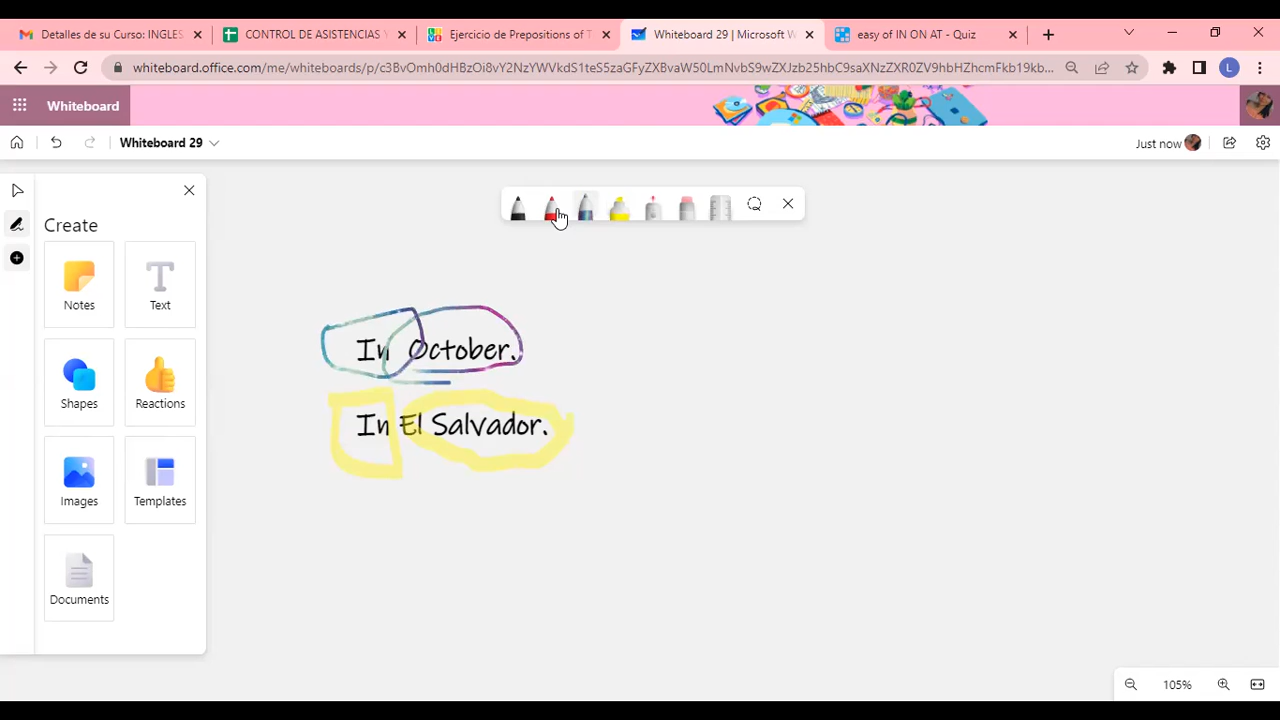 Detalles de su Curso: INGLES
CONTROL DE ASISTENCIAS Y
Ejercicio de Prepositions of T
Whiteboard 29 | Microsoft W
easy of IN ON AT - Quiz
whiteboard.office.com/me/whiteboards/p/
L
Whiteboard
Whiteboard 29
Just now
Create
Notes
Text
Shapes
Reactions
Images
Templates
Documents
In October.
In El Salvador.
105%